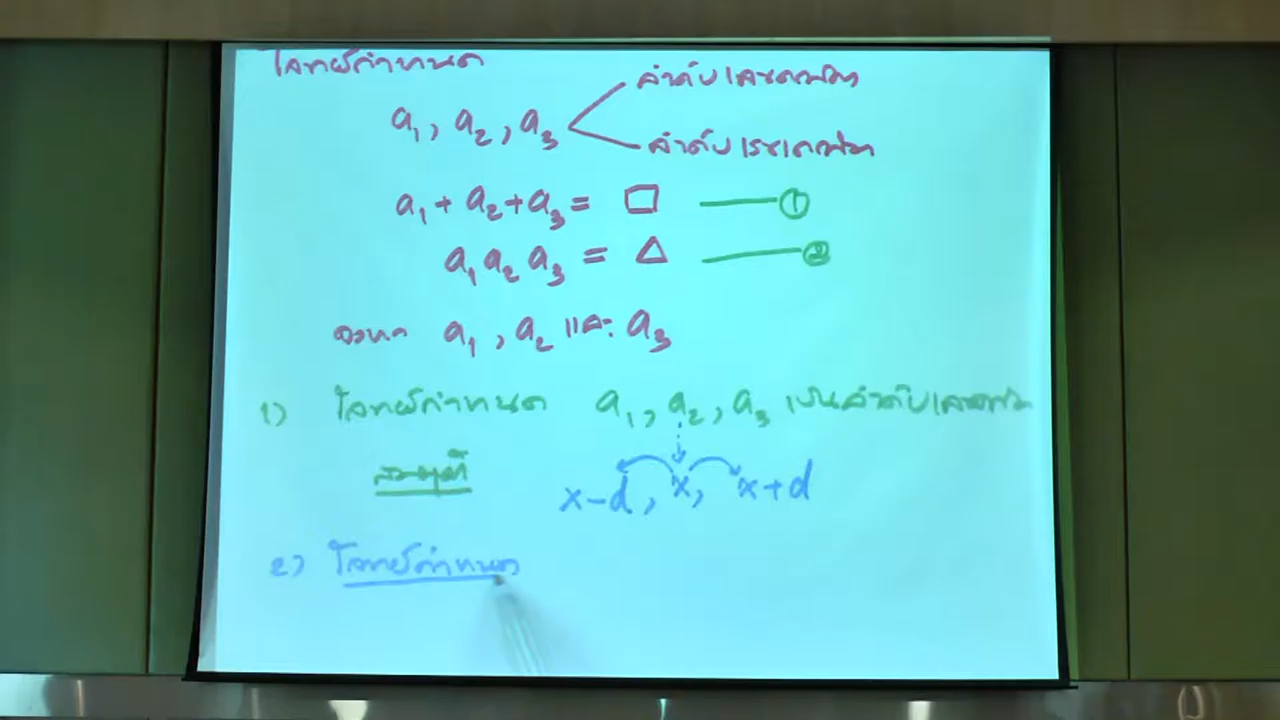 โจทย์กำหนด
ลำดับเลขคณิต
a₁, a₂, a₃
ลำดับเรขาคณิต
a₁ + a₂ + a₃ = □ ——— ①
a₁ a₂ a₃ = △ ——— ②
จงหา a₁, a₂ และ a₃
1) โจทย์กำหนด a₁, a₂, a₃ เป็นลำดับเลขคณิต
สมมุติ x-d, x, x+d
2) โจทย์กำหนด